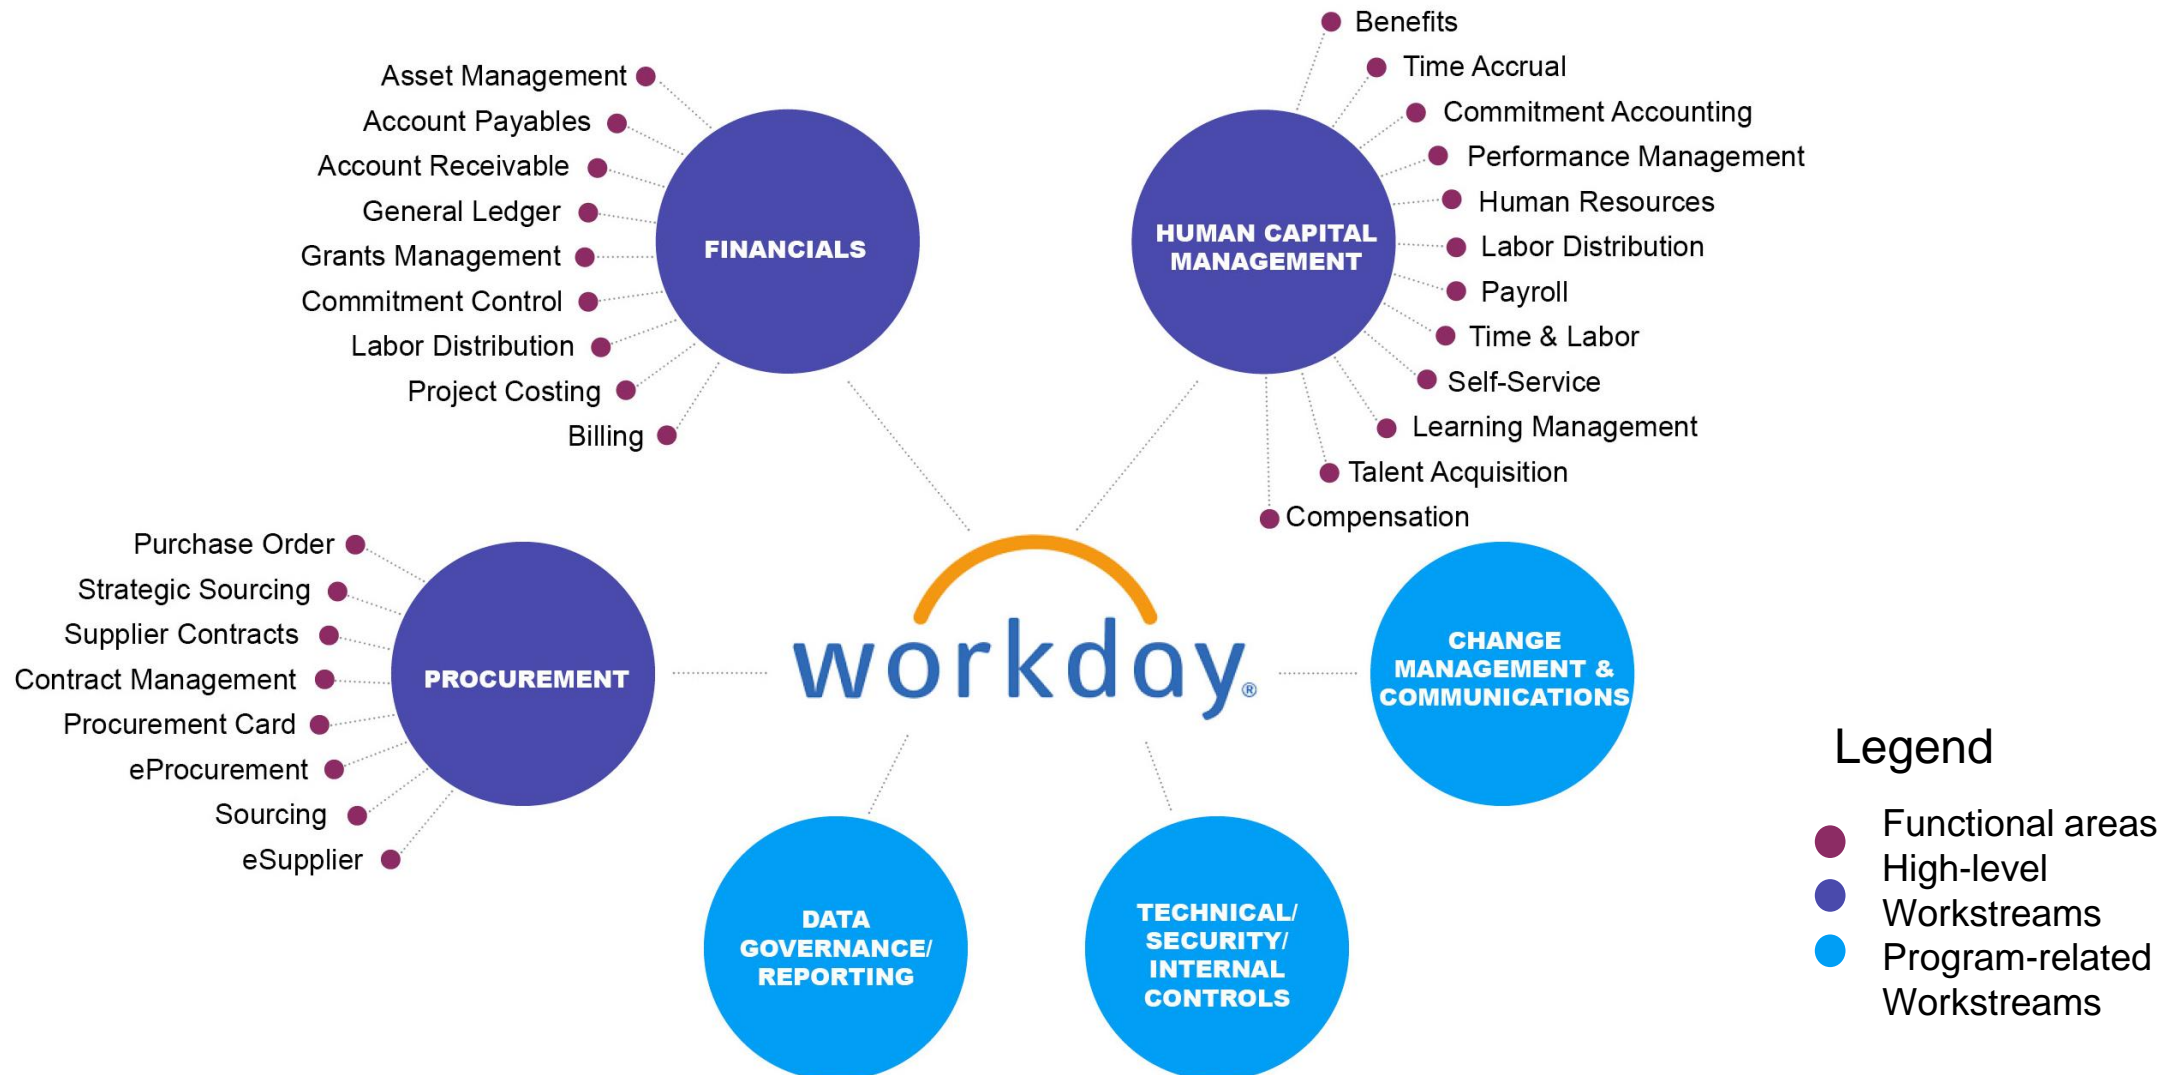 Asset Management
Account Payables
Account Receivable
General Ledger
Grants Management
Commitment Control
Labor Distribution
Project Costing
Billing
FINANCIALS
Benefits
Time Accrual
Commitment Accounting
Performance Management
Human Resources
Labor Distribution
Payroll
Time & Labor
Self-Service
Learning Management
Talent Acquisition
Compensation
HUMAN CAPITAL
MANAGEMENT
Purchase Order
Strategic Sourcing
Supplier Contracts
Contract Management
Procurement Card
eProcurement
Sourcing
eSupplier
PROCUREMENT
workday®
CHANGE
MANAGEMENT &
COMMUNICATIONS
DATA
GOVERNANCE/
REPORTING
TECHNICAL/
SECURITY/
INTERNAL
CONTROLS
Legend
Functional areas
High-level
Workstreams
Program-related
Workstreams